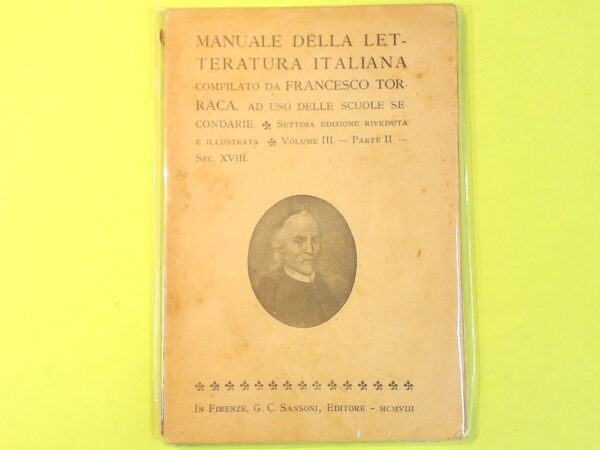 MANUALE DELLA LET-
TERATURA ITALIANA
COMPILATO DA FRANCESCO TOR-
RACA, AD USO DELLE SCUOLE SE-
CONDARIE. ✤ SETTIMA EDIZIONE RIVEDUTA
E ILLUSTRATA ✤ VOLUME III — PARTE II —
SEC. XVIII.
IN FIRENZE, G. C. SANSONI, EDITORE - MCMVIII